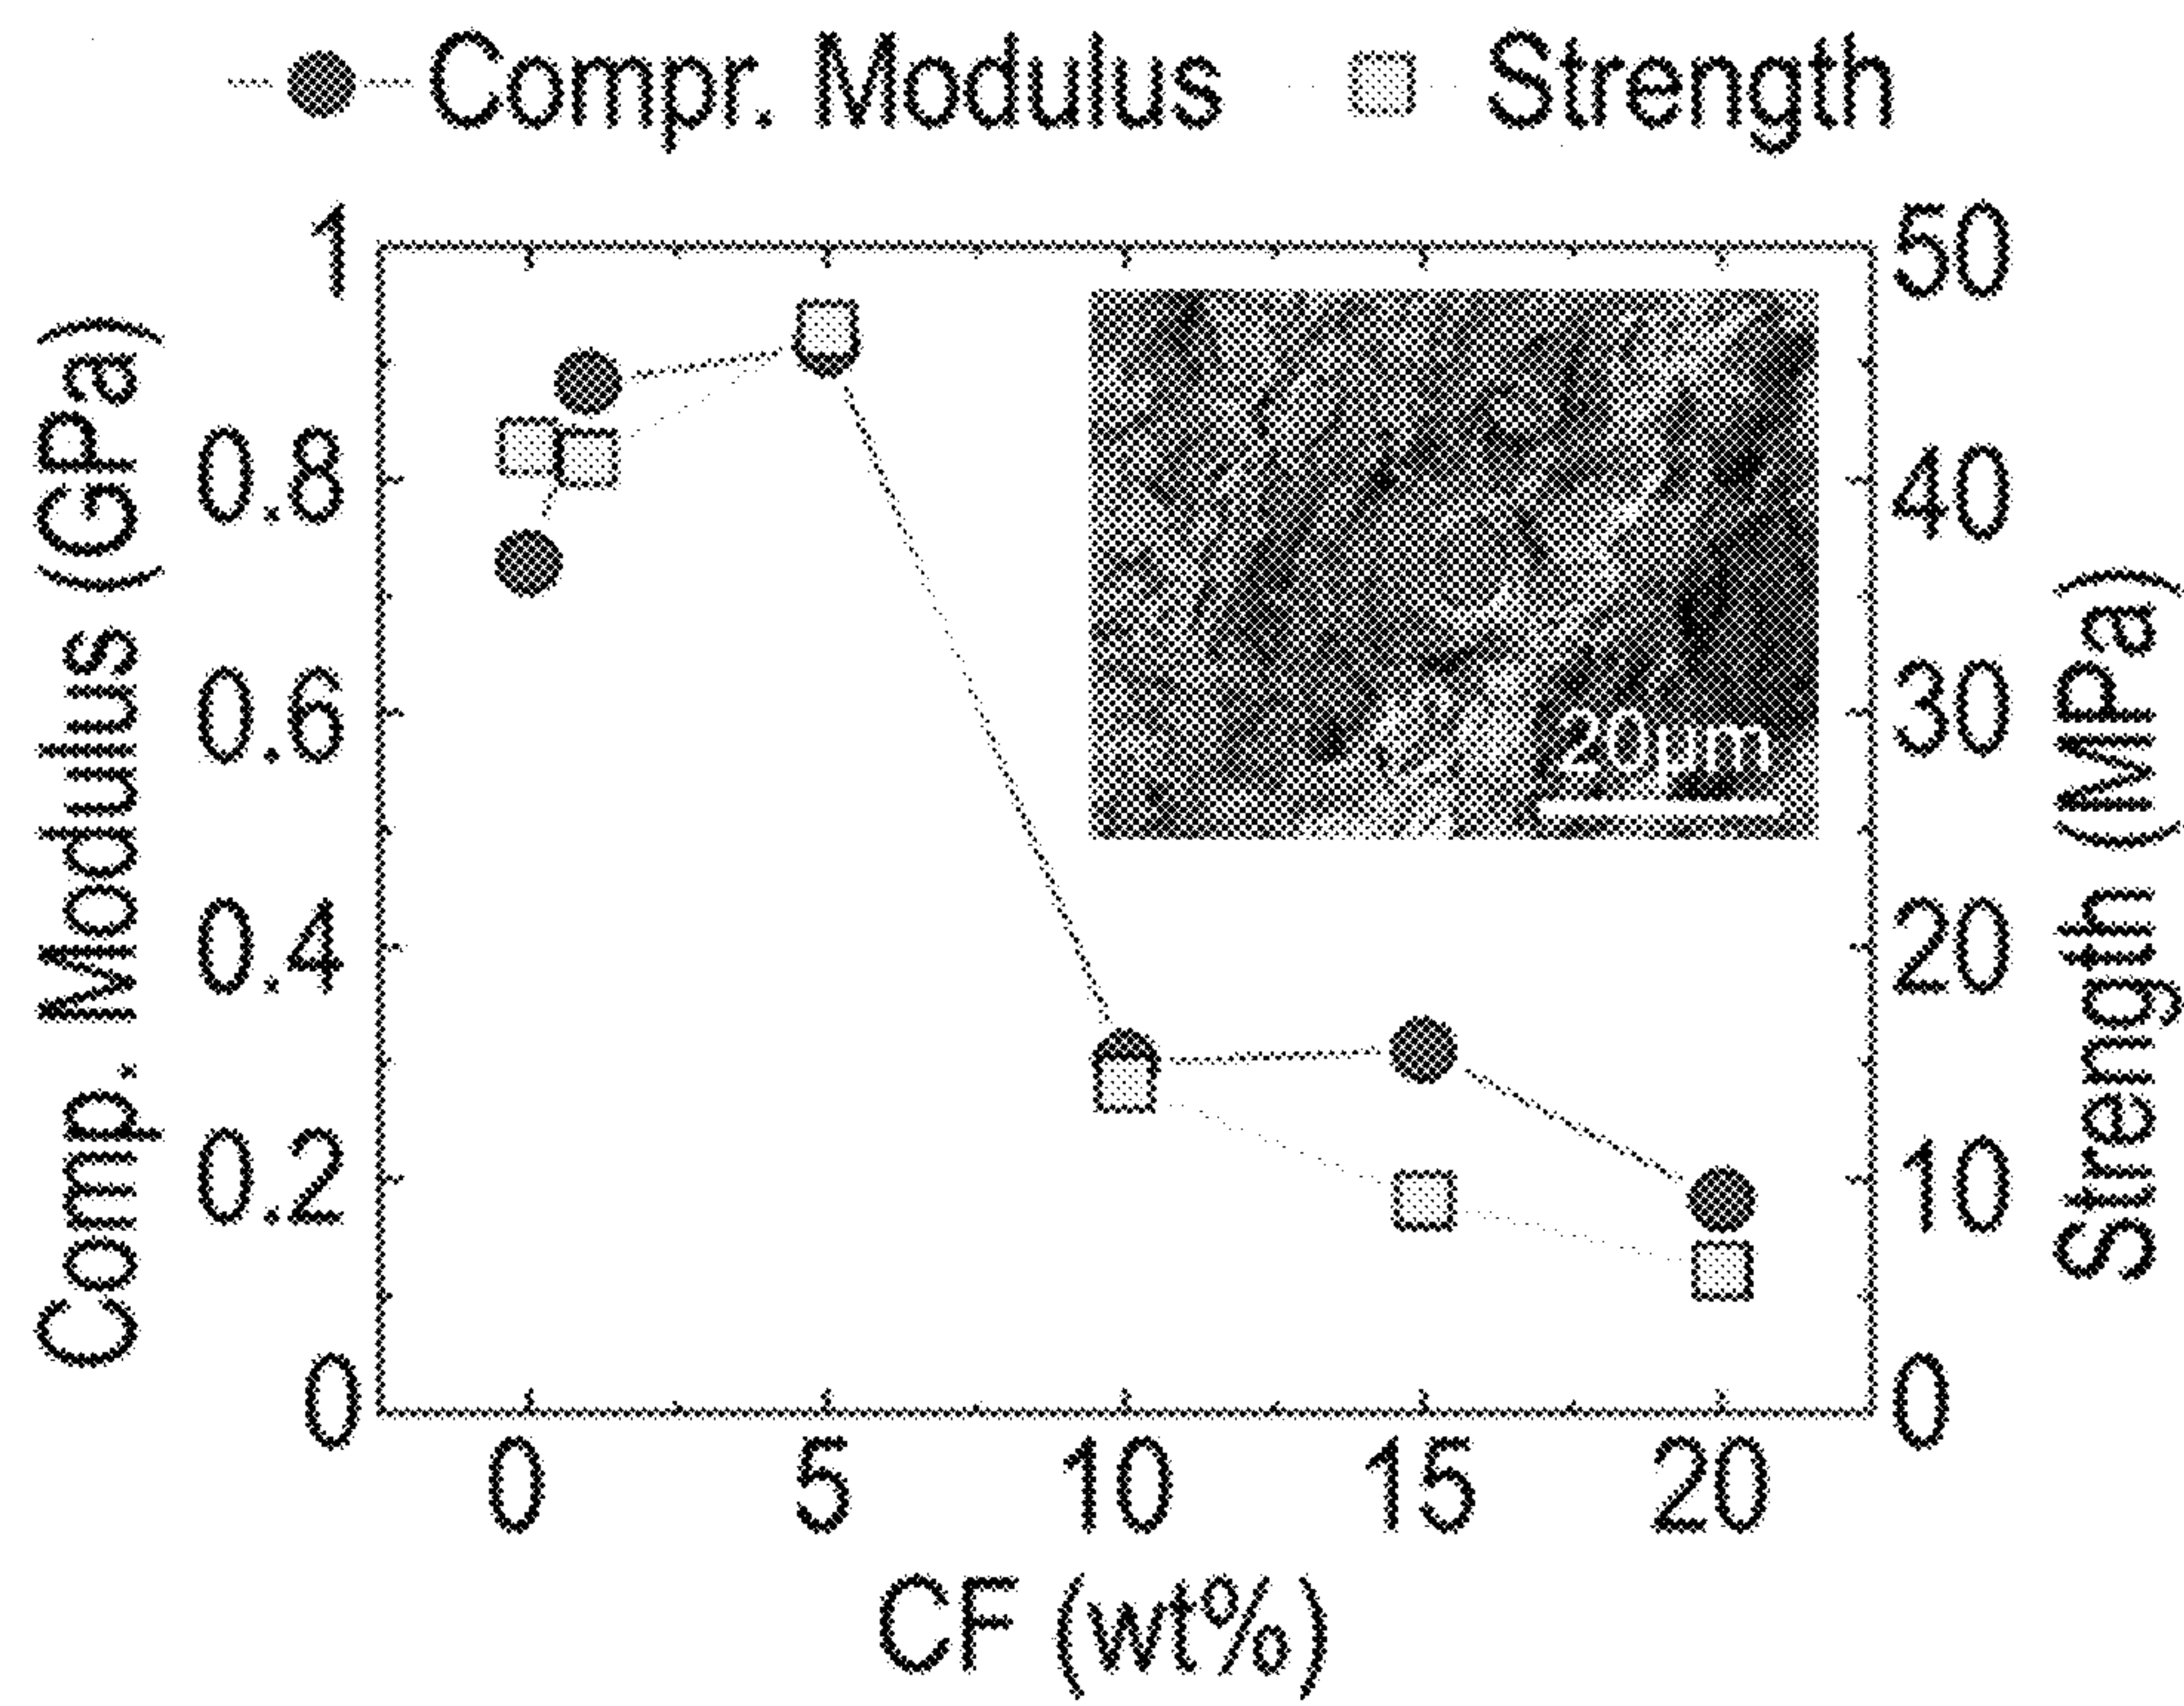 Compr. Modulus Strength
Comp. Modulus (GPa)
1
0.8
0.6
0.4
0.2
0
50
40
30
20
10
0
Strength (MPa)
20µm
0 5 10 15 20
CF (wt%)